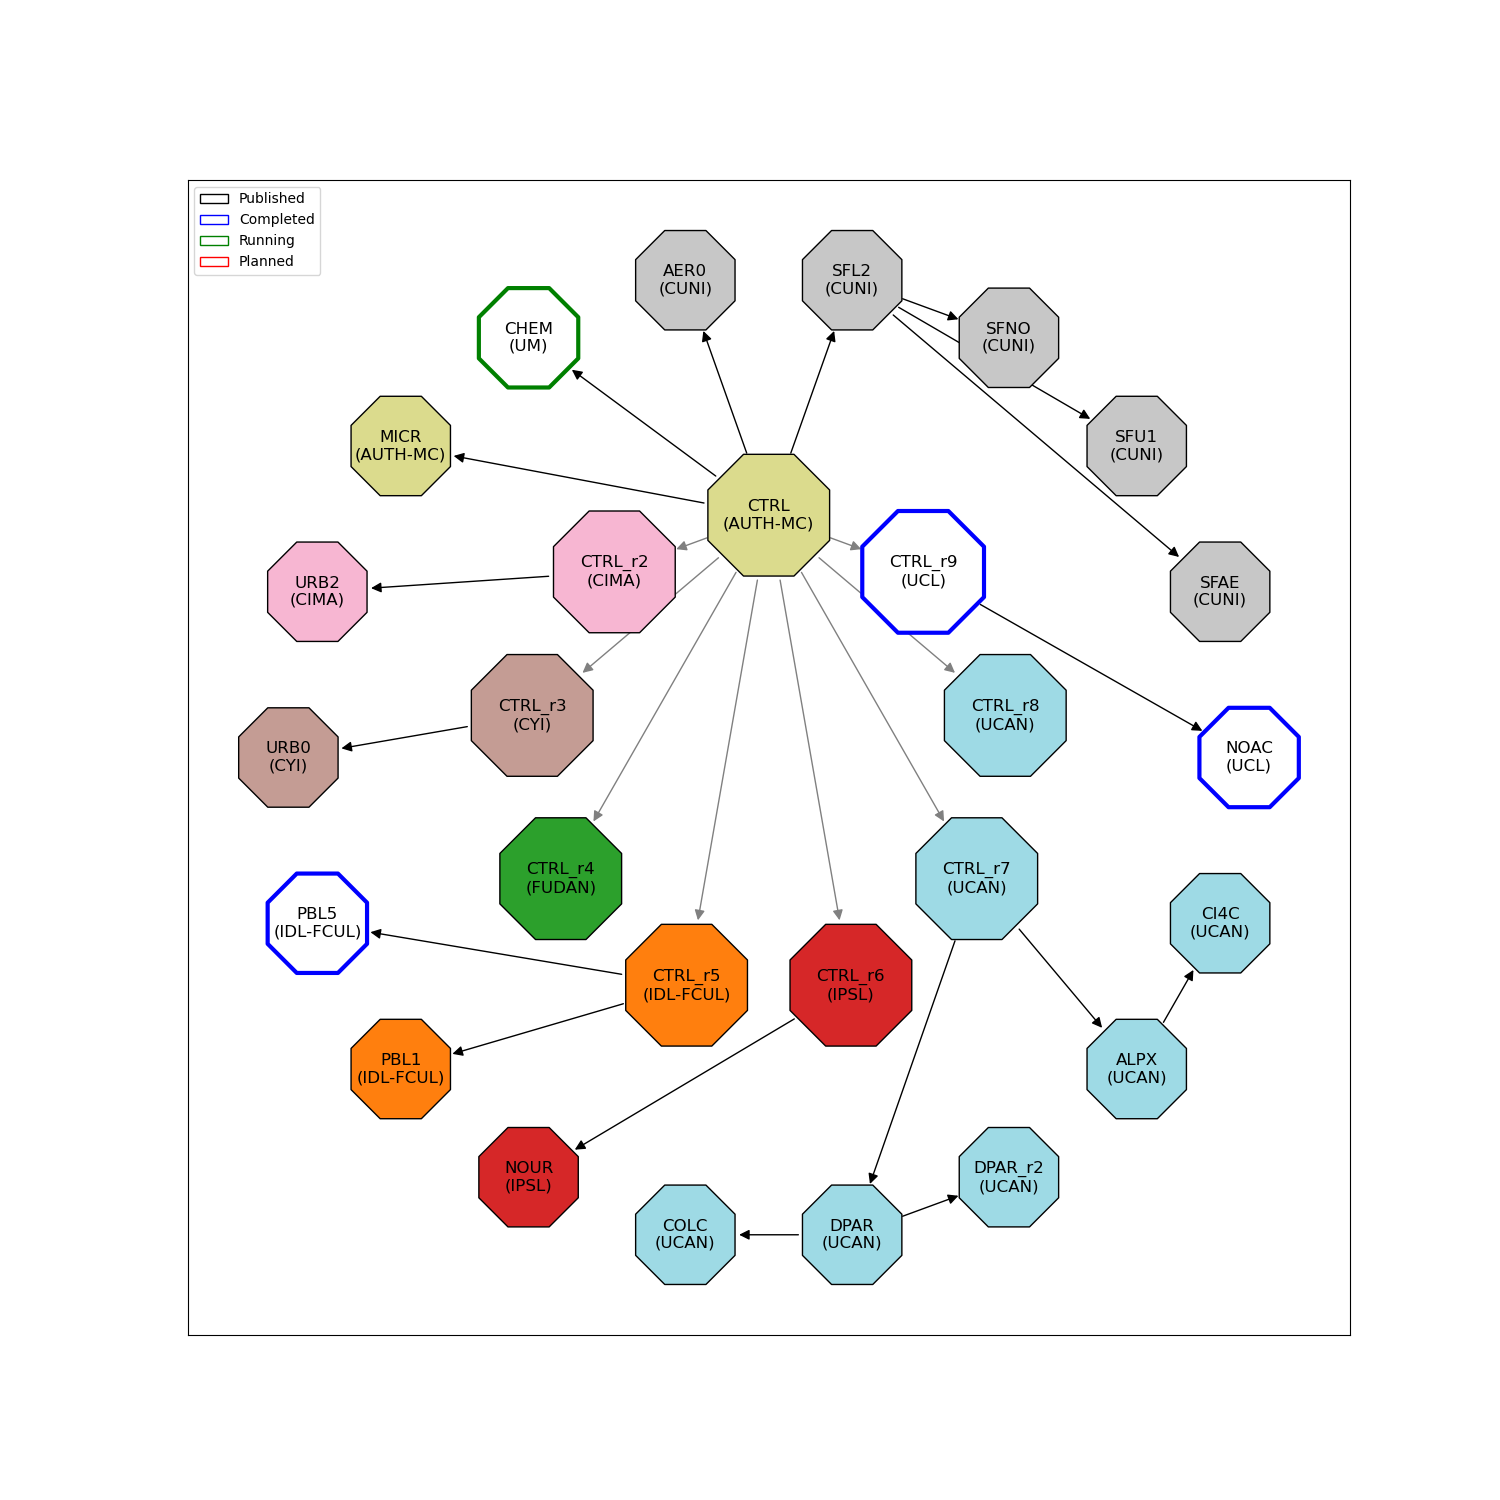 Published
Completed
Running
Planned
AER0
(CUNI)
SFL2
(CUNI)
CHEM
(UM)
SFNO
(CUNI)
MICR
(AUTH-MC)
SFU1
(CUNI)
CTRL
(AUTH-MC)
CTRL_r2
(CIMA)
CTRL_r9
(UCL)
URB2
(CIMA)
SFAE
(CUNI)
CTRL_r3
(CYI)
CTRL_r8
(UCAN)
URB0
(CYI)
NOAC
(UCL)
CTRL_r4
(FUDAN)
CTRL_r7
(UCAN)
PBL5
(IDL-FCUL)
CI4C
(UCAN)
CTRL_r5
(IDL-FCUL)
CTRL_r6
(IPSL)
PBL1
(IDL-FCUL)
ALPX
(UCAN)
NOUR
(IPSL)
DPAR_r2
(UCAN)
COLC
(UCAN)
DPAR
(UCAN)